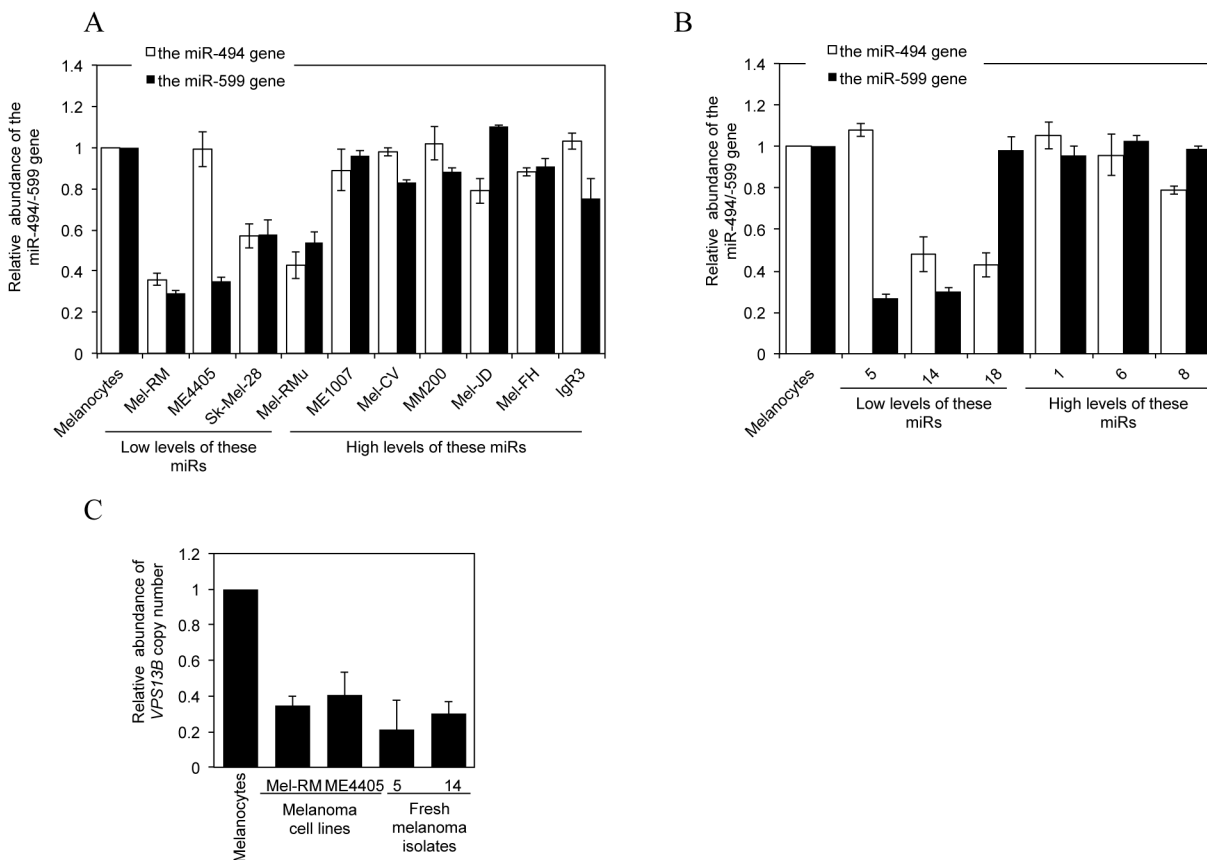 A
the miR-494 gene
the miR-599 gene
Relative abundance of the
miR-494/-599 gene
1.4
1.2
1
0.8
0.6
0.4
0.2
0
Melanocytes
Mel-RM
ME4405
Sk-Mel-28
Mel-RMu
ME1007
Mel-CV
MM200
Mel-JD
Mel-FH
IgR3
Low levels of these
miRs
High levels of these miRs
B
the miR-494 gene
the miR-599 gene
Relative abundance of the
miR-494/-599 gene
1.4
1.2
1
0.8
0.6
0.4
0.2
0
Melanocytes
5
14
18
1
6
8
Low levels of these
miRs
High levels of these
miRs
C
Relative abundance of
VPS13B copy number
1.2
1
0.8
0.6
0.4
0.2
0
Melanocytes
Mel-RM
ME4405
5
14
Melanoma
cell lines
Fresh
melanoma
isolates